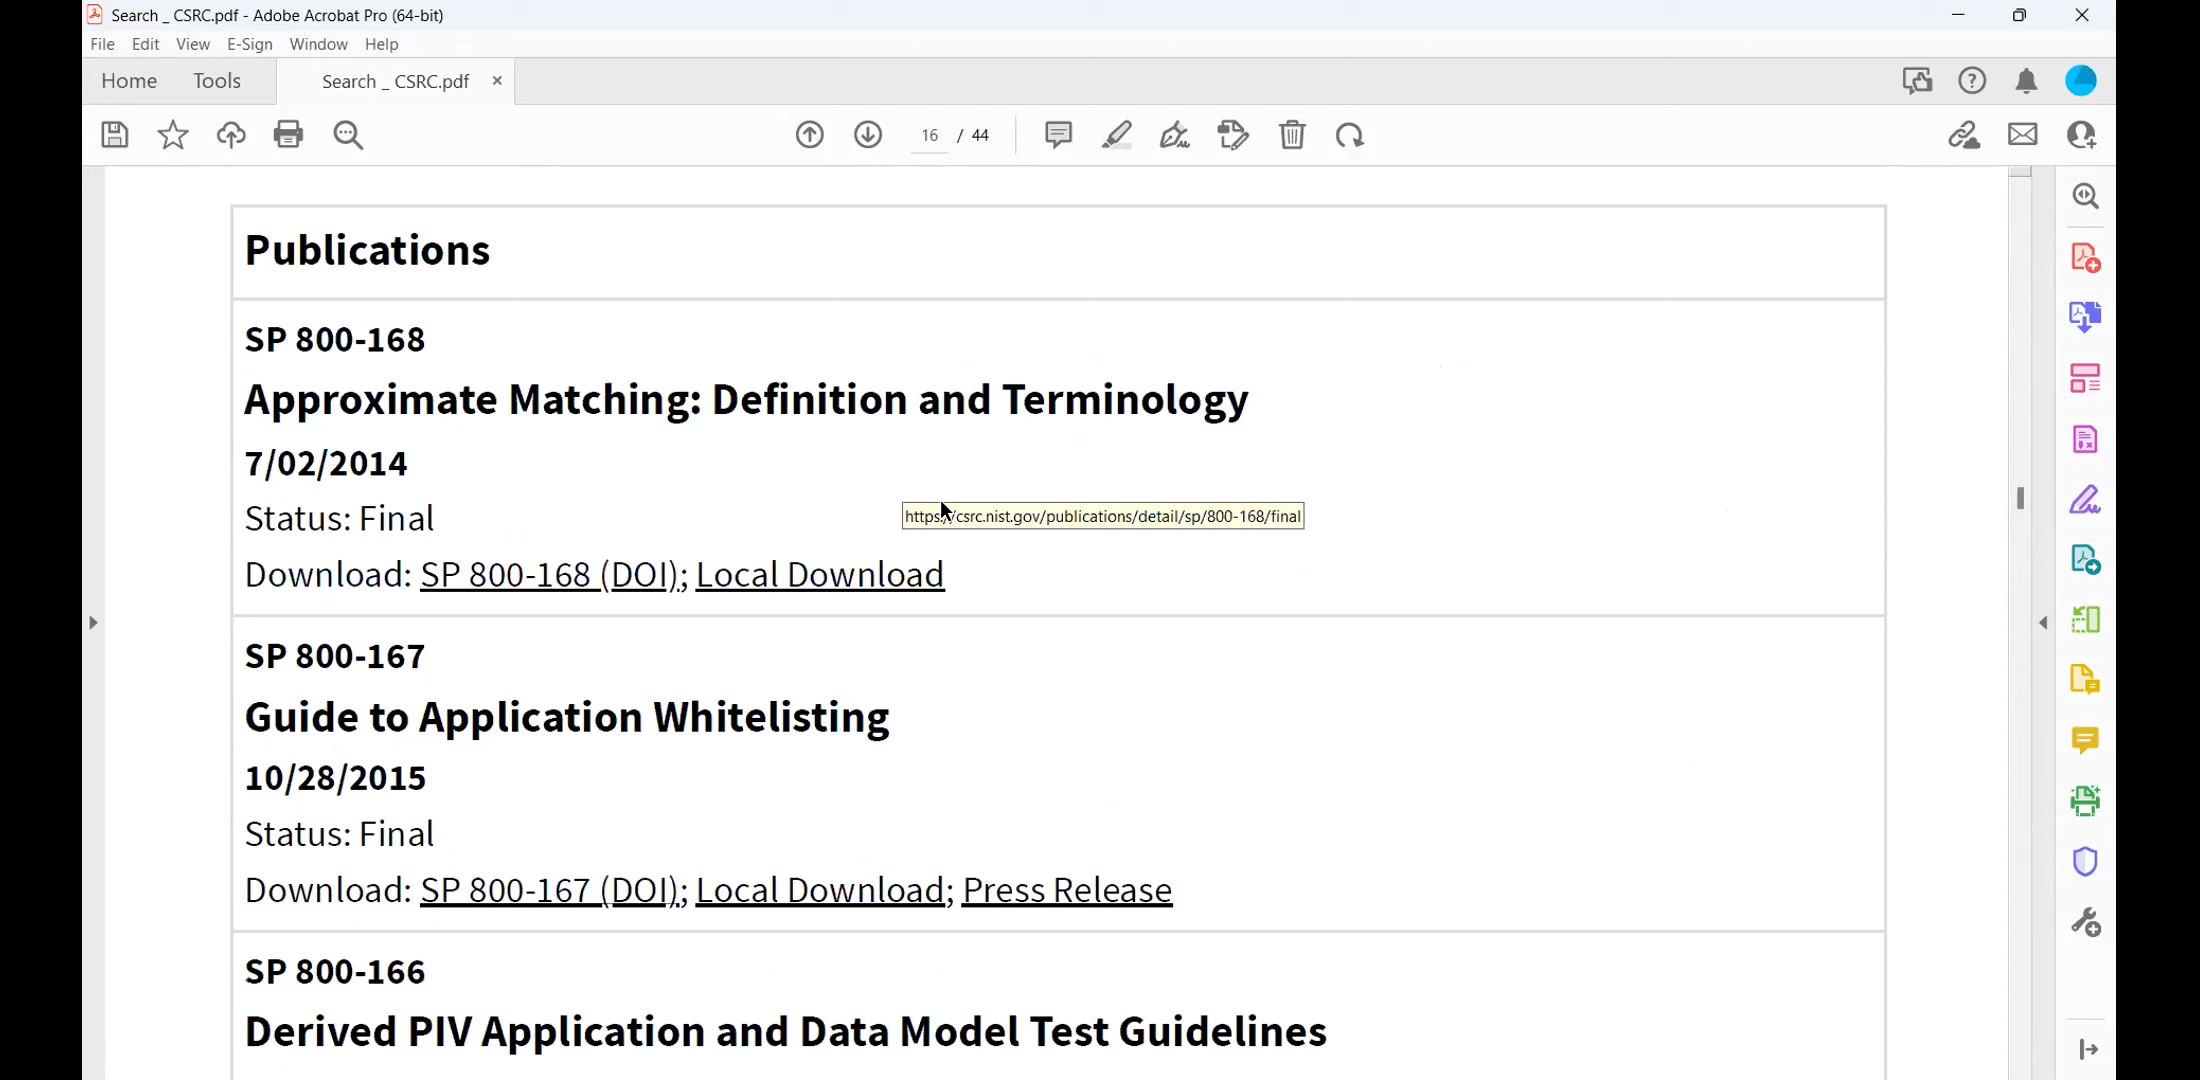 Search _ CSRC.pdf - Adobe Acrobat Pro (64-bit)
File Edit View E-Sign Window Help
Home Tools Search _ CSRC.pdf
16 / 44
Publications
SP 800-168
Approximate Matching: Definition and Terminology
7/02/2014
Status: Final
https://csrc.nist.gov/publications/detail/sp/800-168/final
Download: SP 800-168 (DOI); Local Download
SP 800-167
Guide to Application Whitelisting
10/28/2015
Status: Final
Download: SP 800-167 (DOI); Local Download; Press Release
SP 800-166
Derived PIV Application and Data Model Test Guidelines